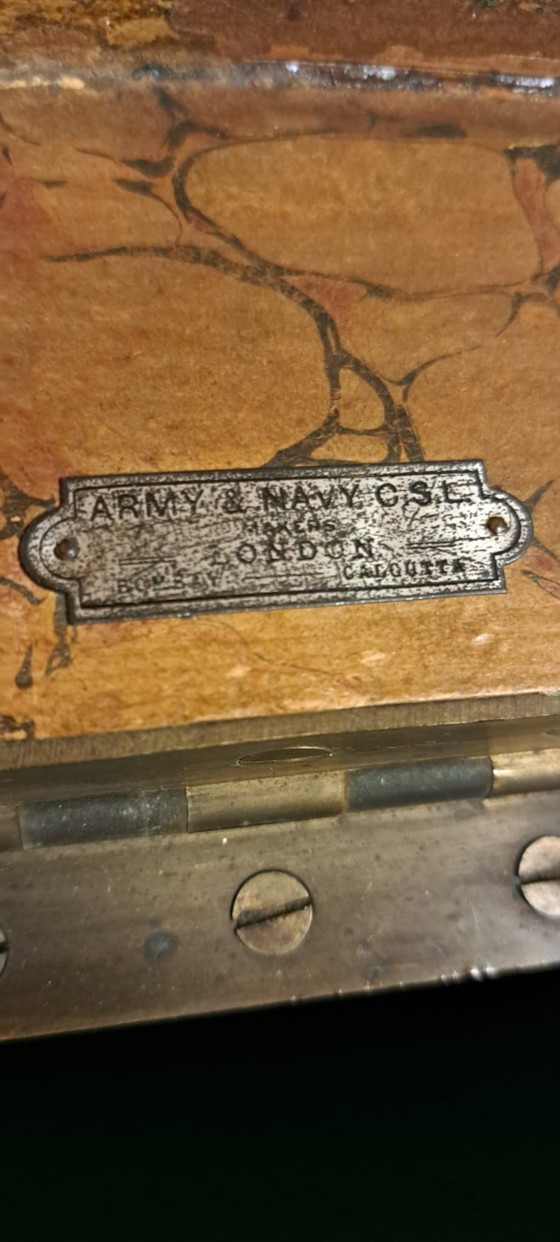 ARMY & NAVY C.S.L.
MAKERS
LONDON
BOMBAY CALCUTTA